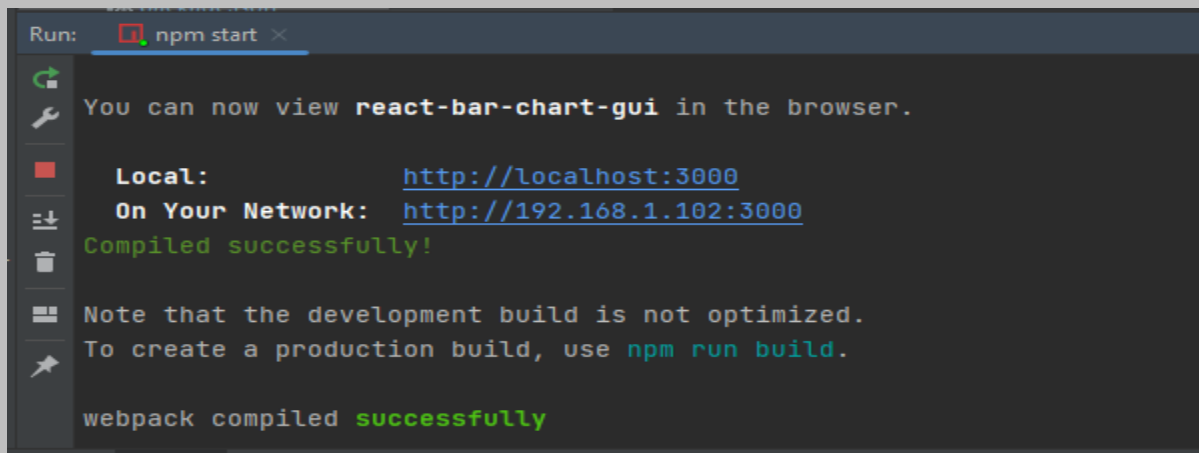 Run: npm start
You can now view react-bar-chart-gui in the browser.
Local: http://localhost:3000
On Your Network: http://192.168.1.102:3000
Compiled successfully!
Note that the development build is not optimized.
To create a production build, use npm run build.
webpack compiled successfully